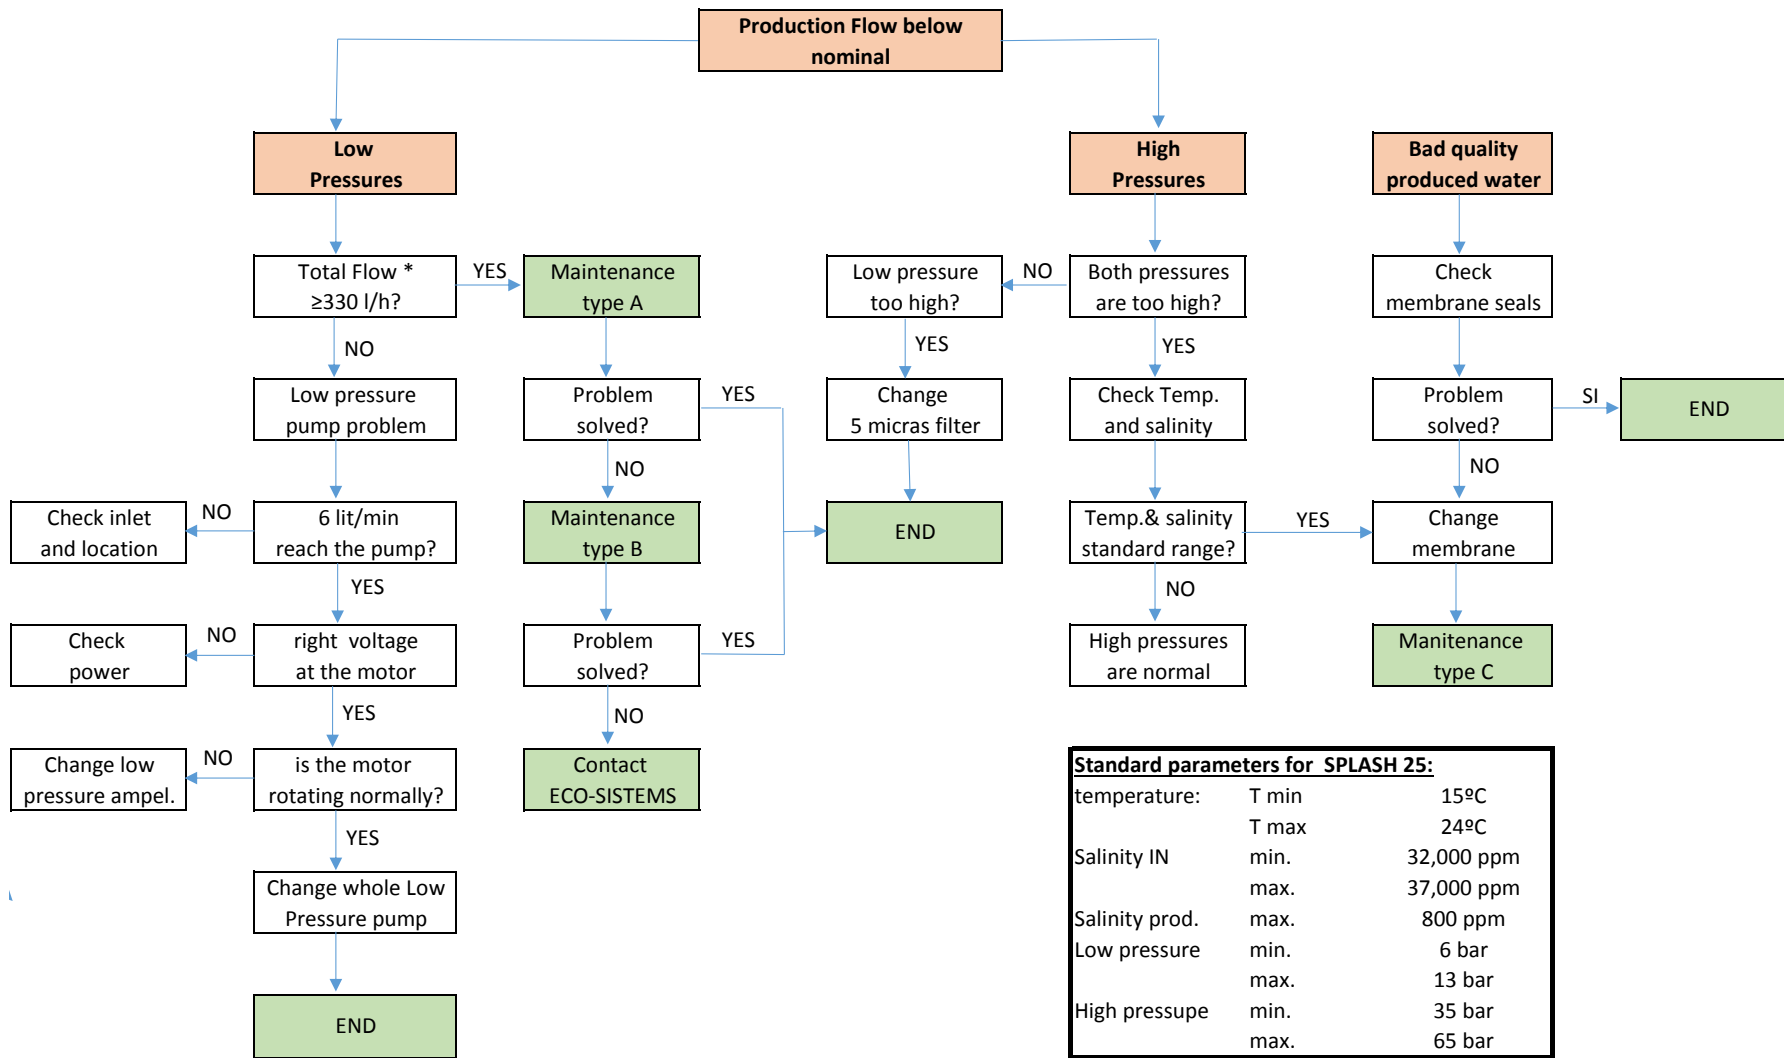 Production Flow below
nominal
Low
Pressures
High
Pressures
Bad quality
produced water
Total Flow *
≥330 l/h?
YES
Maintenance
type A
Low pressure
too high?
NO
Both pressures
are too high?
Check
membrane seals
NO
YES
YES
NO
Low pressure
pump problem
Problem
solved?
YES
Change
5 micras filter
Check Temp.
and salinity
Problem
solved?
SI
END
NO
NO
Check inlet
and location
NO
6 lit/min
reach the pump?
Maintenance
type B
END
Temp.& salinity
standard range?
YES
Change
membrane
YES
NO
Check
power
NO
right voltage
at the motor
Problem
solved?
YES
High pressures
are normal
Manitenance
type C
YES
NO
Change low
pressure ampel.
NO
is the motor
rotating normally?
Contact
ECO-SISTEMS
YES
Change whole Low
Pressure pump
END
Standard parameters for SPLASH 25:
temperature: T min 15ºC
T max 24ºC
Salinity IN min. 32,000 ppm
max. 37,000 ppm
Salinity prod. max. 800 ppm
Low pressure min. 6 bar
max. 13 bar
High pressupe min. 35 bar
max. 65 bar